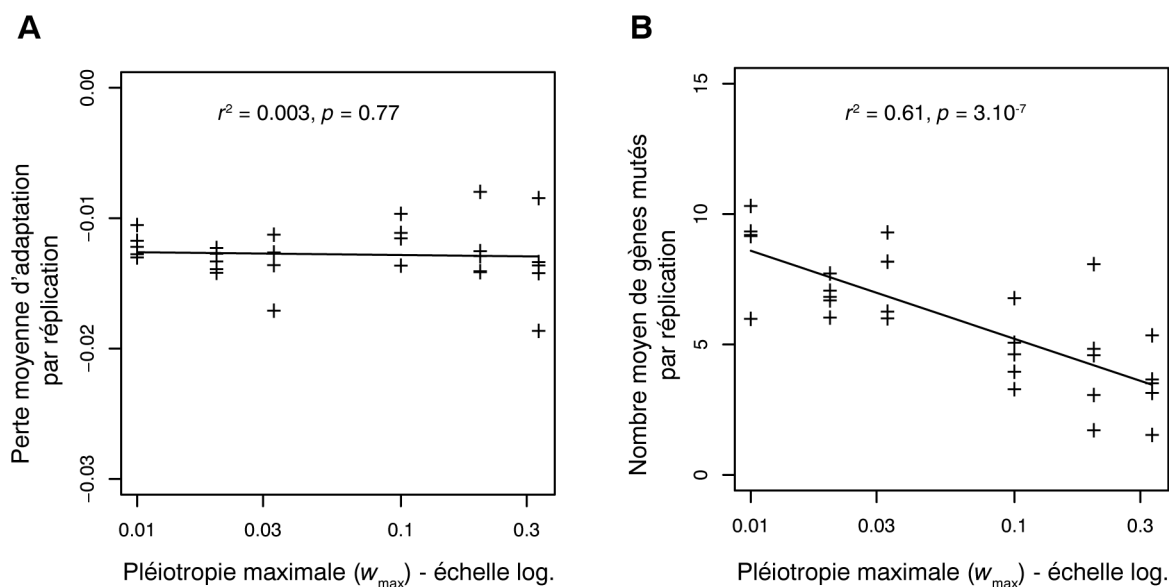 A
0.00
−0.01
−0.02
−0.03
Perte moyenne d’adaptation
par réplication
r² = 0.003, p = 0.77
0.01
0.03
0.1
0.3
Pléiotropie maximale (wmax) - échelle log.
B
15
10
5
0
Nombre moyen de gènes mutés
par réplication
r² = 0.61, p = 3.10⁻⁷
0.01
0.03
0.1
0.3
Pléiotropie maximale (wmax) - échelle log.